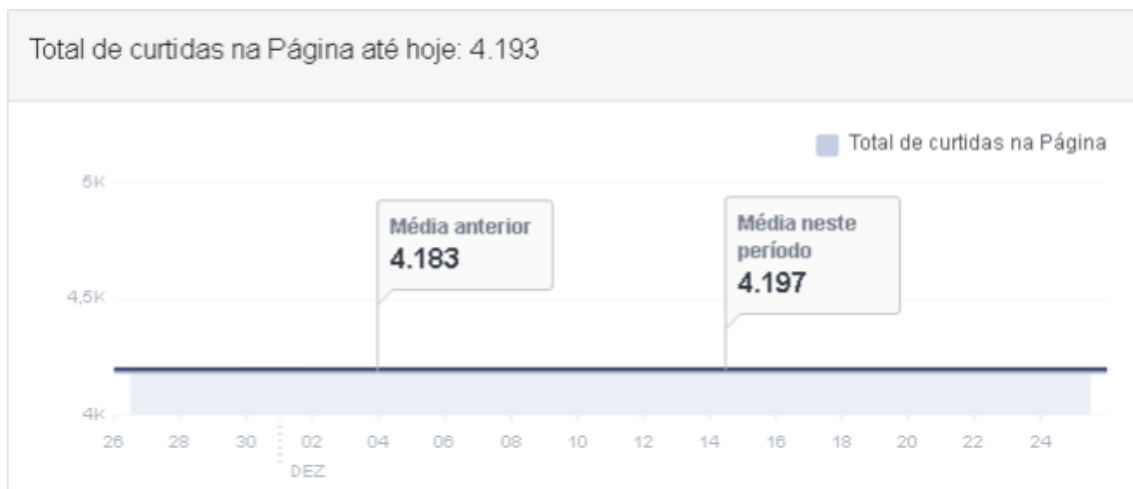 Total de curtidas na Página até hoje: 4.193
Total de curtidas na Página
5K
Média anterior
4.183
Média neste
período
4.197
4,5K
4K
26 28 30 02 04 06 08 10 12 14 16 18 20 22 24
DEZ